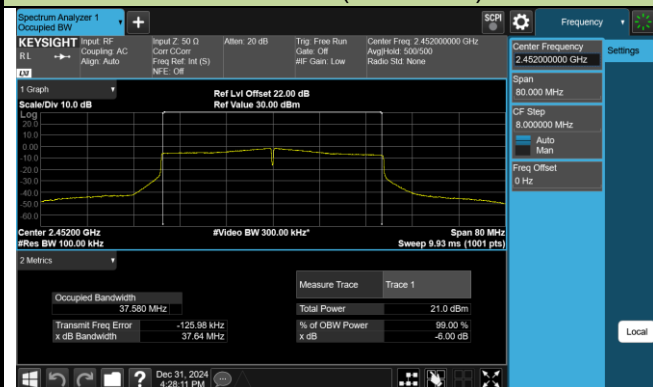 Spectrum Analyzer 1
Occupied BW
SCPI
Frequency
KEYSIGHT
R L
LXI
Input: RF
Coupling: AC
Align: Auto
Input Z: 50 Ω
Corr CCorr
Freq Ref: Int (S)
NFE: Off
Atten: 20 dB
Trig: Free Run
Gate: Off
#IF Gain: Low
Center Freq: 2.452000000 GHz
Avg|Hold: 500/500
Radio Std: None
Center Frequency
2.452000000 GHz
Settings
Span
80.000 MHz
CF Step
8.000000 MHz
Auto
Man
Freq Offset
0 Hz
1 Graph
Scale/Div 10.0 dB
Ref Lvl Offset 22.00 dB
Ref Value 30.00 dBm
Log
20.0
10.0
0.00
-10.0
-20.0
-30.0
-40.0
-50.0
-60.0
Center 2.45200 GHz
#Res BW 100.00 kHz
#Video BW 300.00 kHz*
Span 80 MHz
Sweep 9.93 ms (1001 pts)
2 Metrics
Measure Trace
Trace 1
Occupied Bandwidth
37.580 MHz
Total Power
21.0 dBm
Transmit Freq Error
-125.98 kHz
% of OBW Power
99.00 %
x dB Bandwidth
37.64 MHz
x dB
-6.00 dB
Local
?
Dec 31, 2024
4:28:11 PM